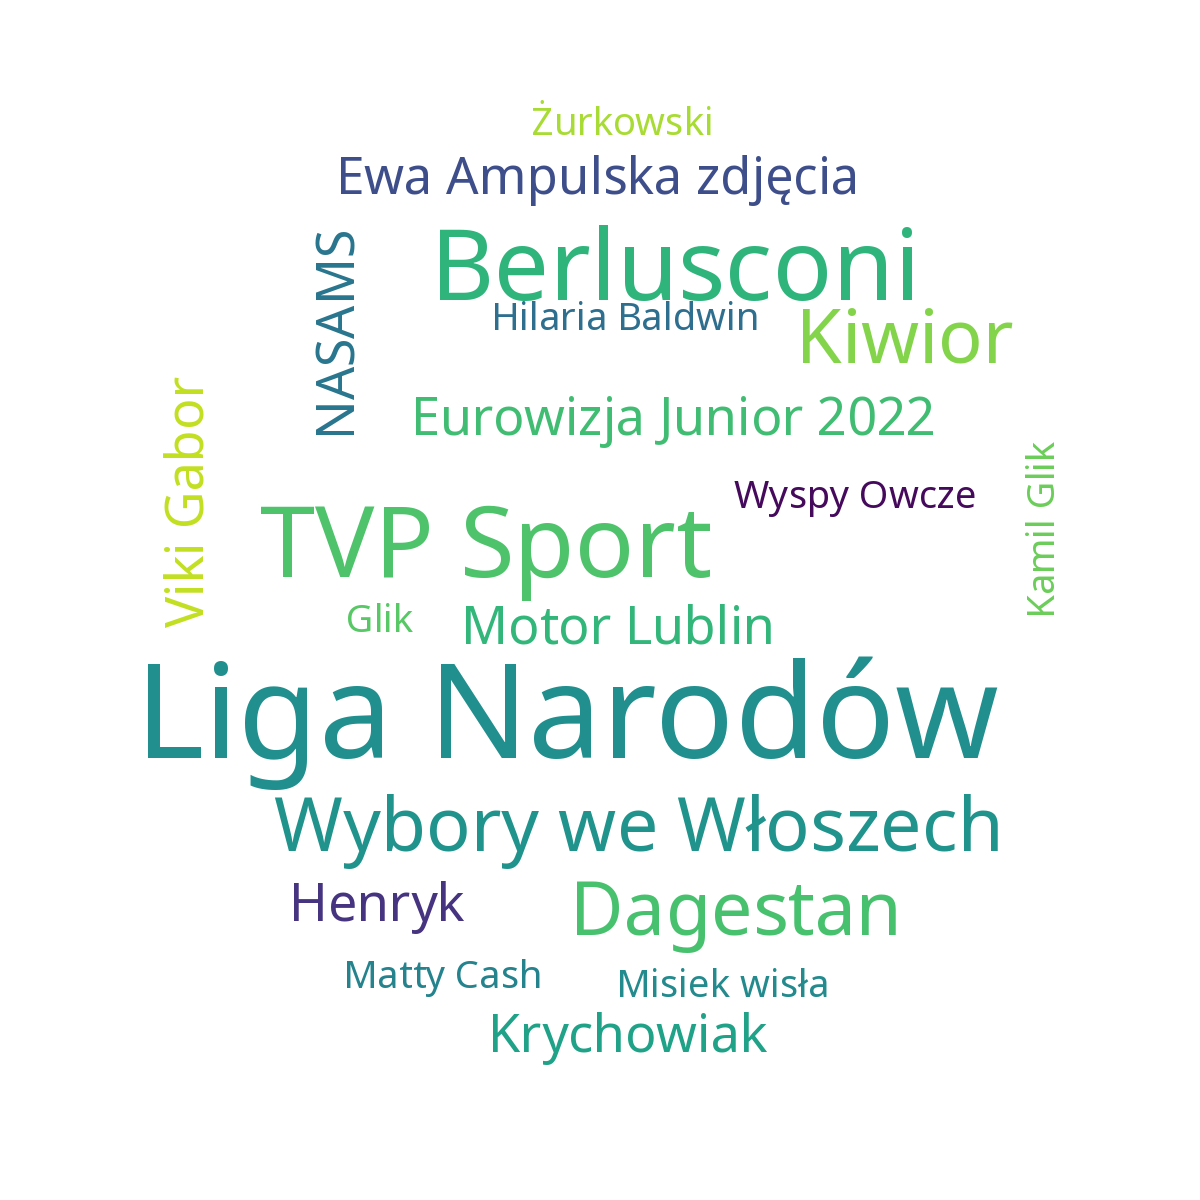 Żurkowski
Ewa Ampulska zdjęcia
NASAMS
Berlusconi
Hilaria Baldwin
Kiwior
Viki Gabor
Eurowizja Junior 2022
Kamil Glik
Wyspy Owcze
TVP Sport
Glik
Motor Lublin
Liga Narodów
Wybory we Włoszech
Henryk
Dagestan
Matty Cash
Misiek wisła
Krychowiak